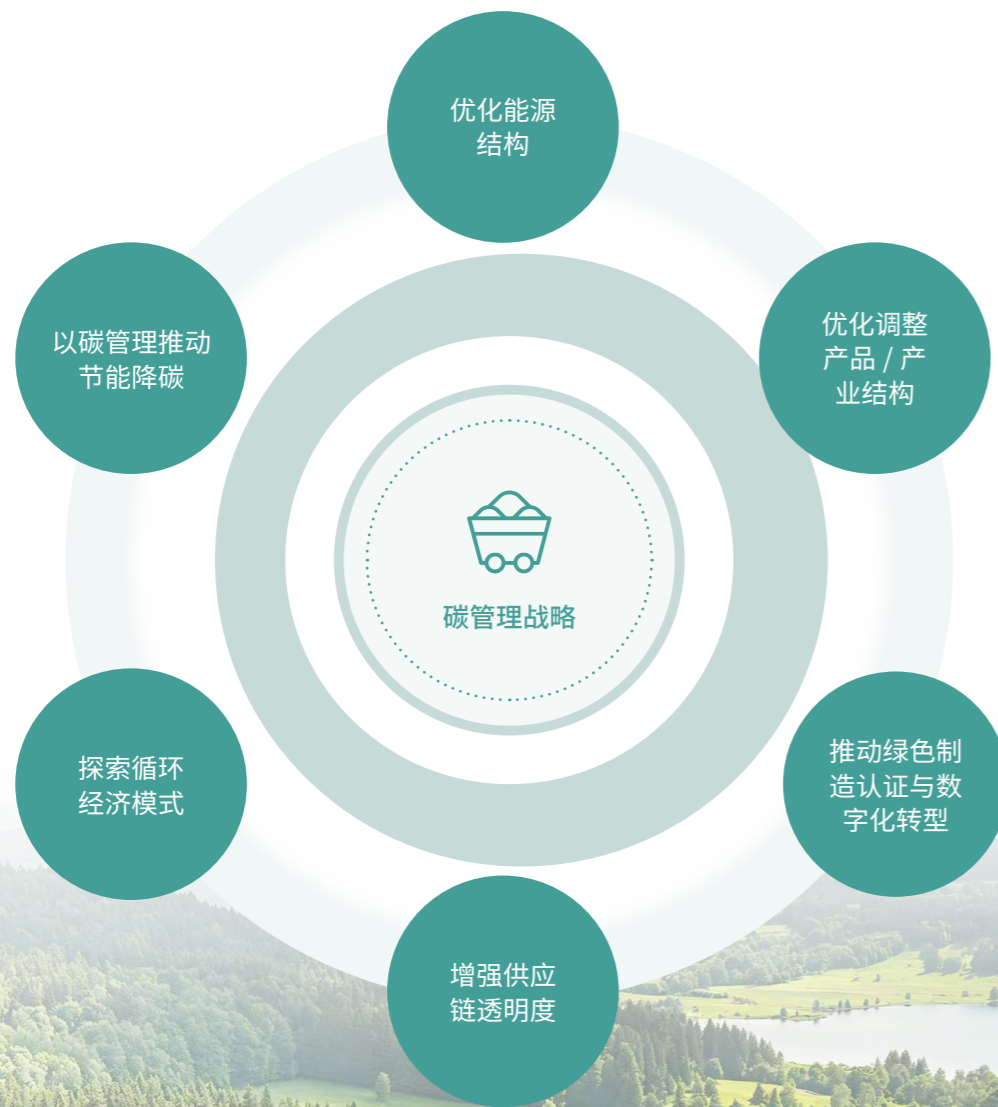 优化能源
结构
以碳管理推动
节能降碳
优化调整
产品 / 产
业结构
碳管理战略
探索循环
经济模式
推动绿色制
造认证与数
字化转型
增强供应
链透明度